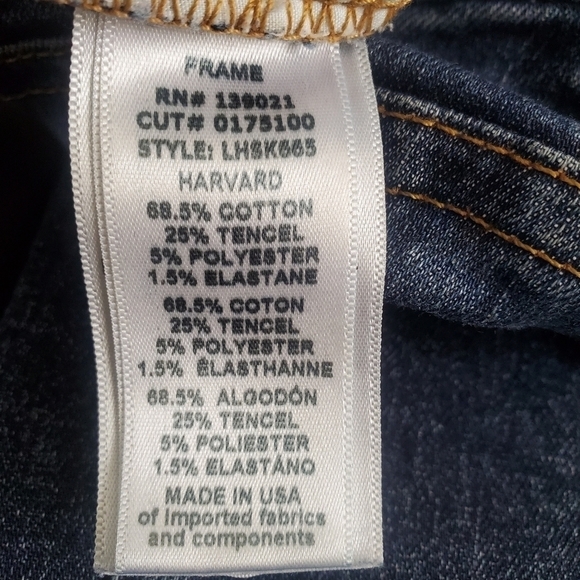 FRAME
RN# 139021
CUT# 0175100
STYLE: LHSK665
HARVARD
68.5% COTTON
25% TENCEL
5% POLYESTER
1.5% ELASTANE
68.5% COTON
25% TENCEL
5% POLYESTER
1.5% ÉLASTHANNE
68.5% ALGODÓN
25% TENCEL
5% POLIESTER
1.5% ELASTÁNO
MADE IN USA
of imported fabrics
and components